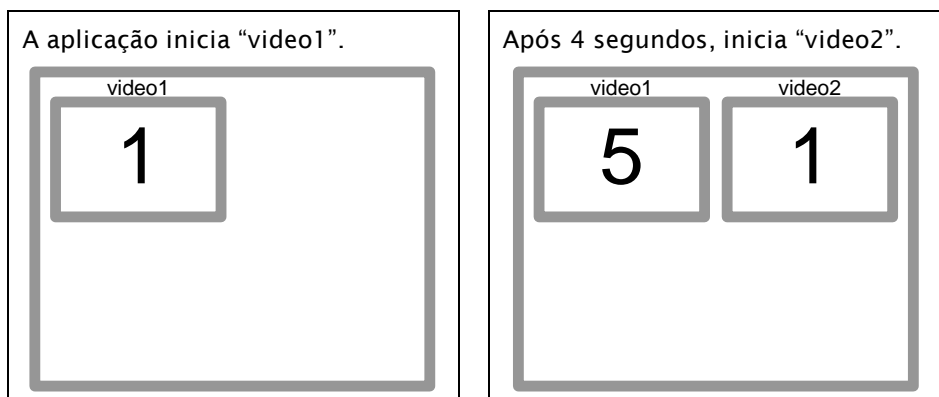 A aplicação inicia “video1”.
video1
1
Após 4 segundos, inicia “video2”.
video1 video2
5 1